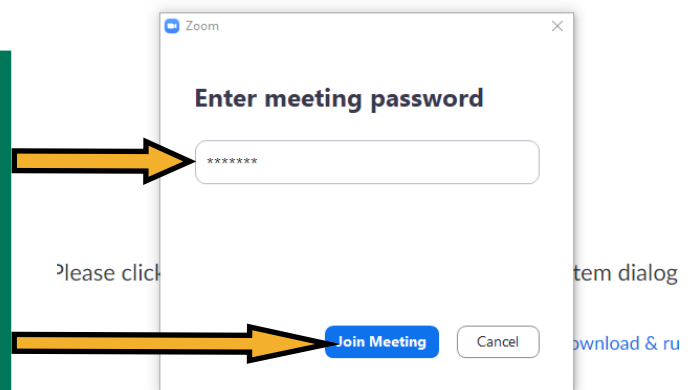 Zoom
Enter meeting password
*******
Please click
tem dialog
Join Meeting
Cancel
ownload & ru